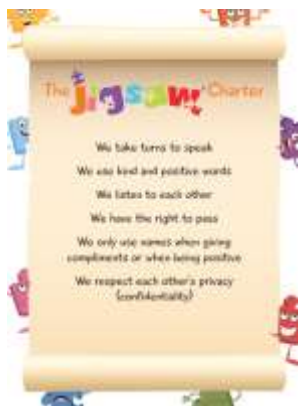 The Jigsaw Charter
We take turns to speak
We use kind and positive words
We listen to each other
We have the right to pass
We only use names when giving
compliments or when being positive
We respect each other's privacy
(confidentiality)